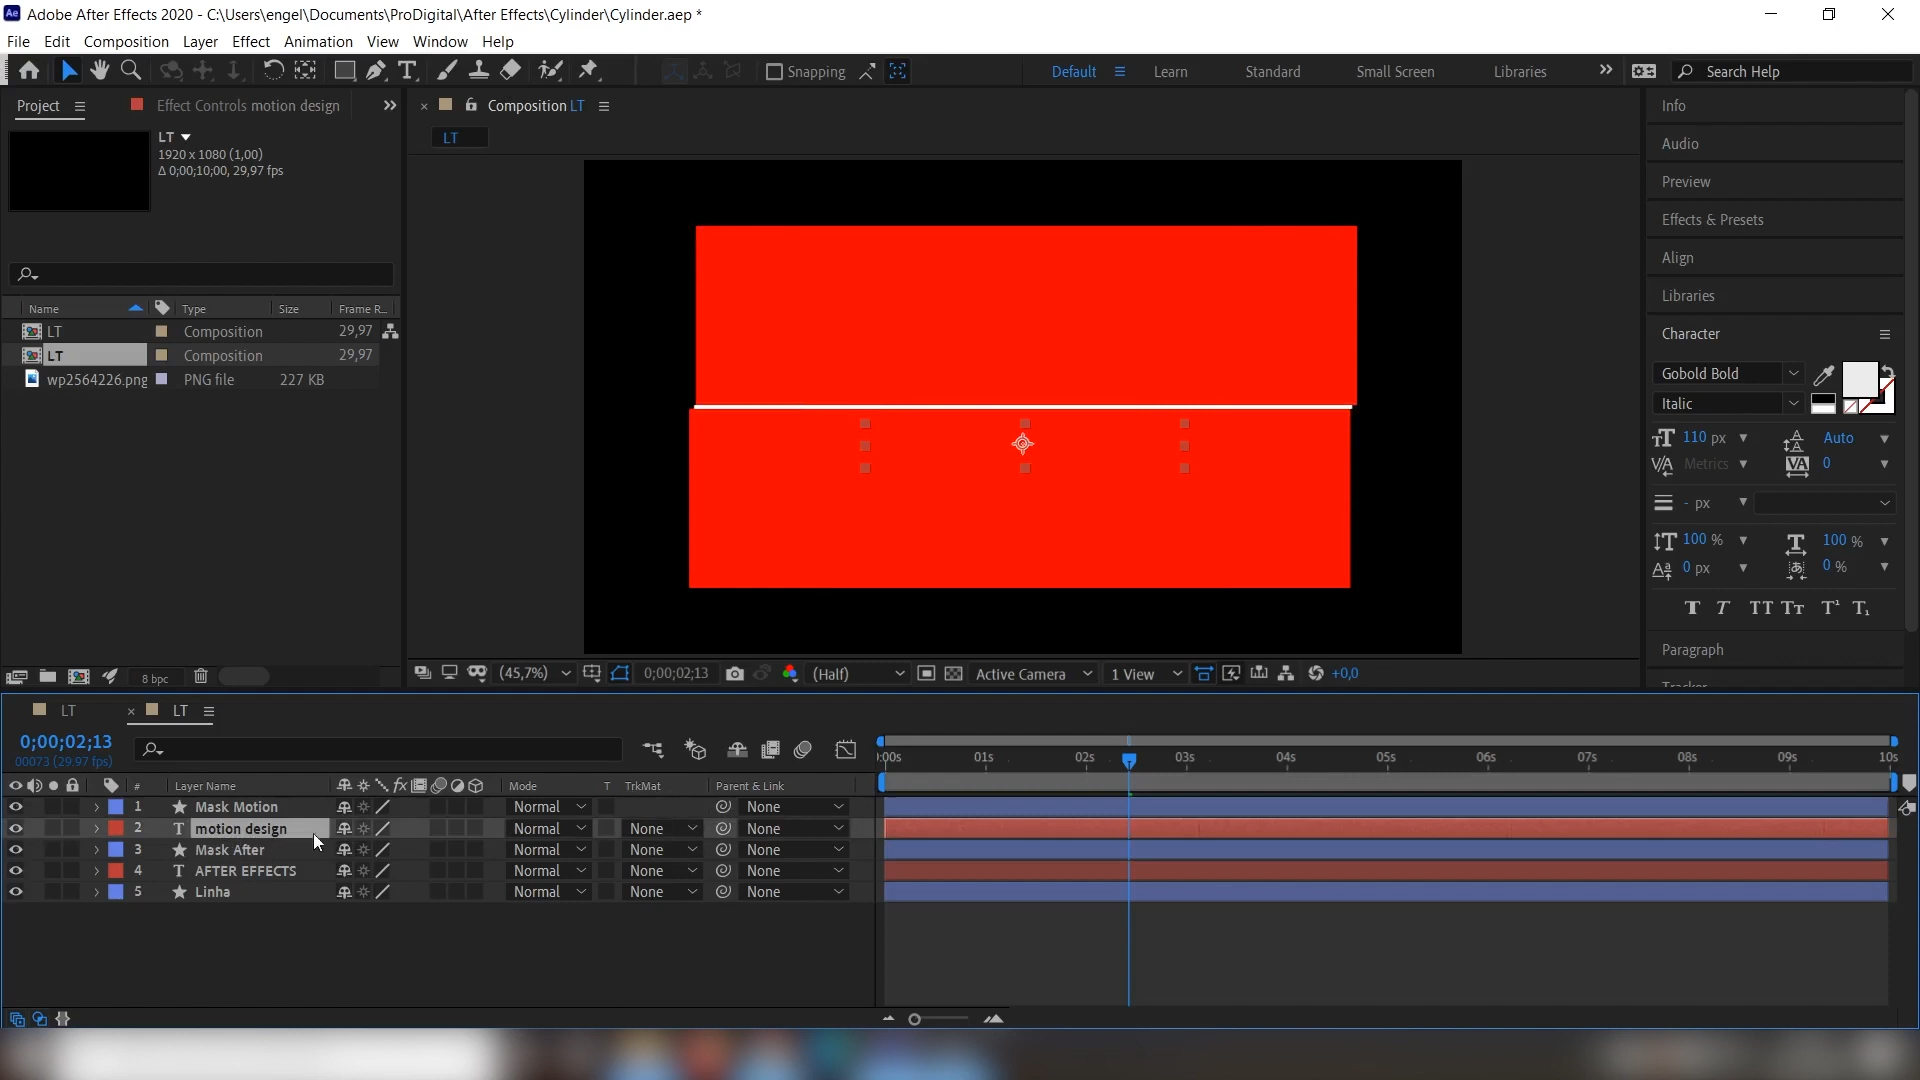 Adobe After Effects 2020 - C:\Users\engel\Documents\ProDigital\After Effects\Cylinder\Cylinder.aep *
File Edit Composition Layer Effect Animation View Window Help
Snapping Default Learn Standard Small Screen Libraries Search Help
Project Effect Controls motion design
Composition LT
LT
1920 x 1080 (1,00)
Δ 0;00;10;00, 29,97 fps
LT
Name Type Size Frame R...
LT Composition 29,97
LT Composition 29,97
wp2564226.png PNG file 227 KB
8 bpc
(45,7%) 0;00;02;13 (Half) Active Camera 1 View +0,0
Info
Audio
Preview
Effects & Presets
Align
Libraries
Character
Gobold Bold
Italic
110 px Auto
Metrics 0
- px
100 % 100 %
0 px 0 %
T T TT Tt T¹ T₁
Paragraph
Tracker
LT LT
0;00;02;13
00073 (29.97 fps)
:00s 01s 02s 03s 04s 05s 06s 07s 08s 09s 10s
# Layer Name Mode T TrkMat Parent & Link
1 Mask Motion Normal None
2 T motion design Normal None None
3 Mask After Normal None None
4 T AFTER EFFECTS Normal None None
5 Linha Normal None None